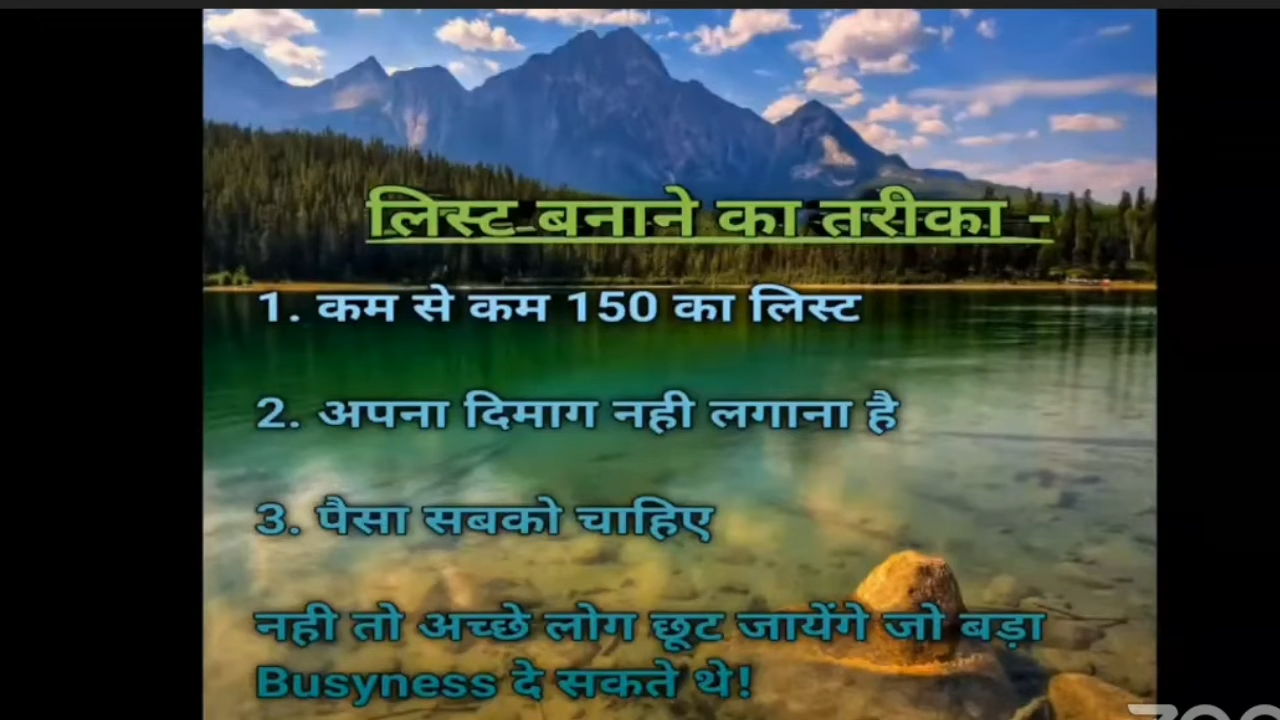 लिस्ट बनाने का तरीका -
1. कम से कम 150 का लिस्ट
2. अपना दिमाग नही लगाना है
3. पैसा सबको चाहिए
नही तो अच्छे लोग छूट जायेंगे जो बड़ा
Busyness दे सकते थे!